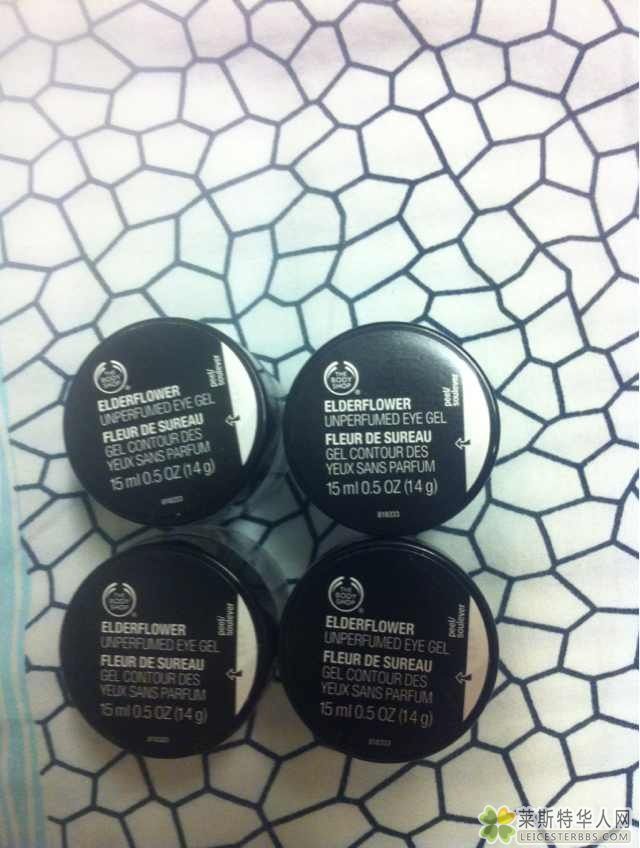 THE
BODY
SHOP
®
ELDERFLOWER
UNPERFUMED EYE GEL
FLEUR DE SUREAU
GEL CONTOUR DES
YEUX SANS PARFUM
15 ml 0.5 OZ (14 g)
peel/
soulever
THE
BODY
SHOP
®
ELDERFLOWER
UNPERFUMED EYE GEL
FLEUR DE SUREAU
GEL CONTOUR DES
YEUX SANS PARFUM
15 ml 0.5 OZ (14 g)
peel/
soulever
818333
THE
BODY
SHOP
®
ELDERFLOWER
UNPERFUMED EYE GEL
FLEUR DE SUREAU
GEL CONTOUR DES
YEUX SANS PARFUM
15 ml 0.5 OZ (14 g)
peel/
soulever
THE
BODY
SHOP
®
ELDERFLOWER
UNPERFUMED EYE GEL
FLEUR DE SUREAU
GEL CONTOUR DES
YEUX SANS PARFUM
15 ml 0.5 OZ (14 g)
peel/
soulever
818333
莱斯特华人网
LEICESTERBBS.COM